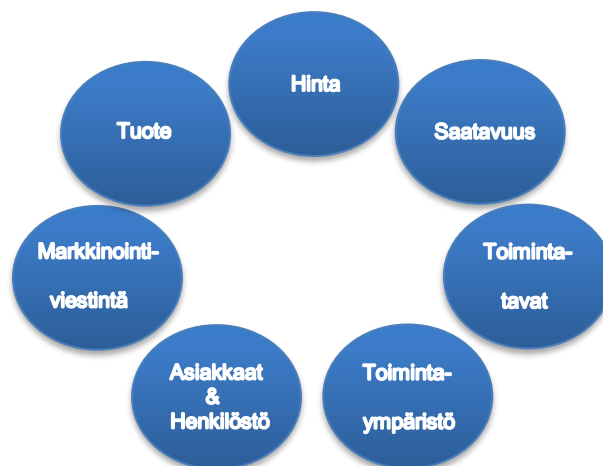 Hinta
Tuote
Saatavuus
Markkinointi-
viestintä
Toiminta-
tavat
Asiakkaat
&
Henkilöstö
Toiminta-
ympäristö